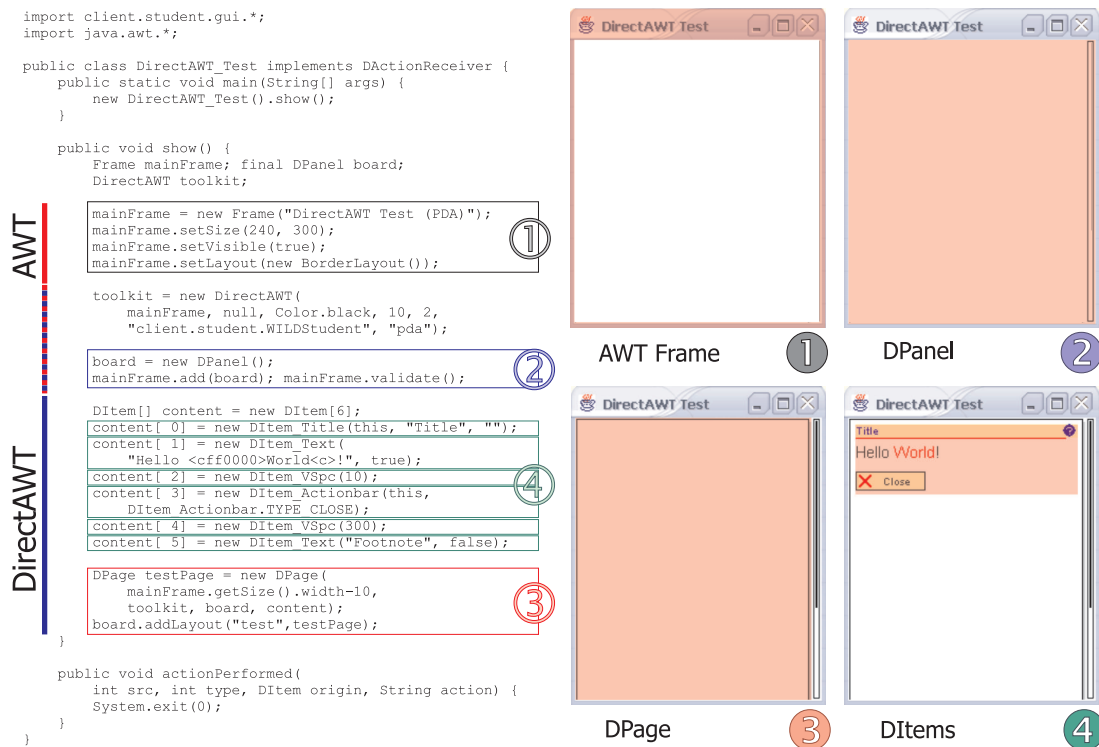 import client.student.gui.*;
import java.awt.*;
public class DirectAWT_Test implements DActionReceiver {
public static void main(String[] args) {
new DirectAWT_Test().show();
}
public void show() {
Frame mainFrame; final DPanel board;
DirectAWT toolkit;
AWT
mainFrame = new Frame("DirectAWT Test (PDA)");
mainFrame.setSize(240, 300);
mainFrame.setVisible(true);
mainFrame.setLayout(new BorderLayout());
1
toolkit = new DirectAWT(
mainFrame, null, Color.black, 10, 2,
"client.student.WILDStudent", "pda");
board = new DPanel();
mainFrame.add(board); mainFrame.validate();
2
DirectAWT
DItem[] content = new DItem[6];
content[ 0] = new DItem_Title(this, "Title", "");
content[ 1] = new DItem_Text(
"Hello <cff0000>World<c>!", true);
content[ 2] = new DItem_VSpc(10);
content[ 3] = new DItem_Actionbar(this,
DItem_Actionbar.TYPE_CLOSE);
content[ 4] = new DItem_VSpc(300);
content[ 5] = new DItem_Text("Footnote", false);
4
DPage testPage = new DPage(
mainFrame.getSize().width-10,
toolkit, board, content);
board.addLayout("test",testPage);
3
}
public void actionPerformed(
int src, int type, DItem origin, String action) {
System.exit(0);
}
}
DirectAWT Test
AWT Frame 1
DirectAWT Test
DPanel 2
DirectAWT Test
DPage 3
DirectAWT Test
Title ?
Hello World!
Close
DItems 4